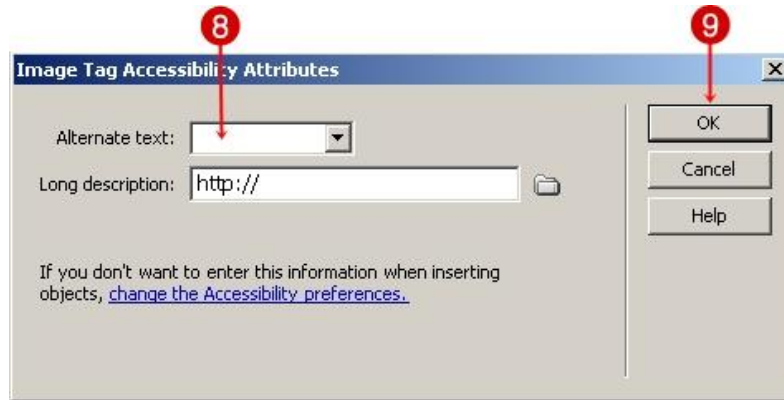 8
9
Image Tag Accessibility Attributes
Alternate text:
OK
Long description: http://
Cancel
Help
If you don't want to enter this information when inserting
objects, change the Accessibility preferences.